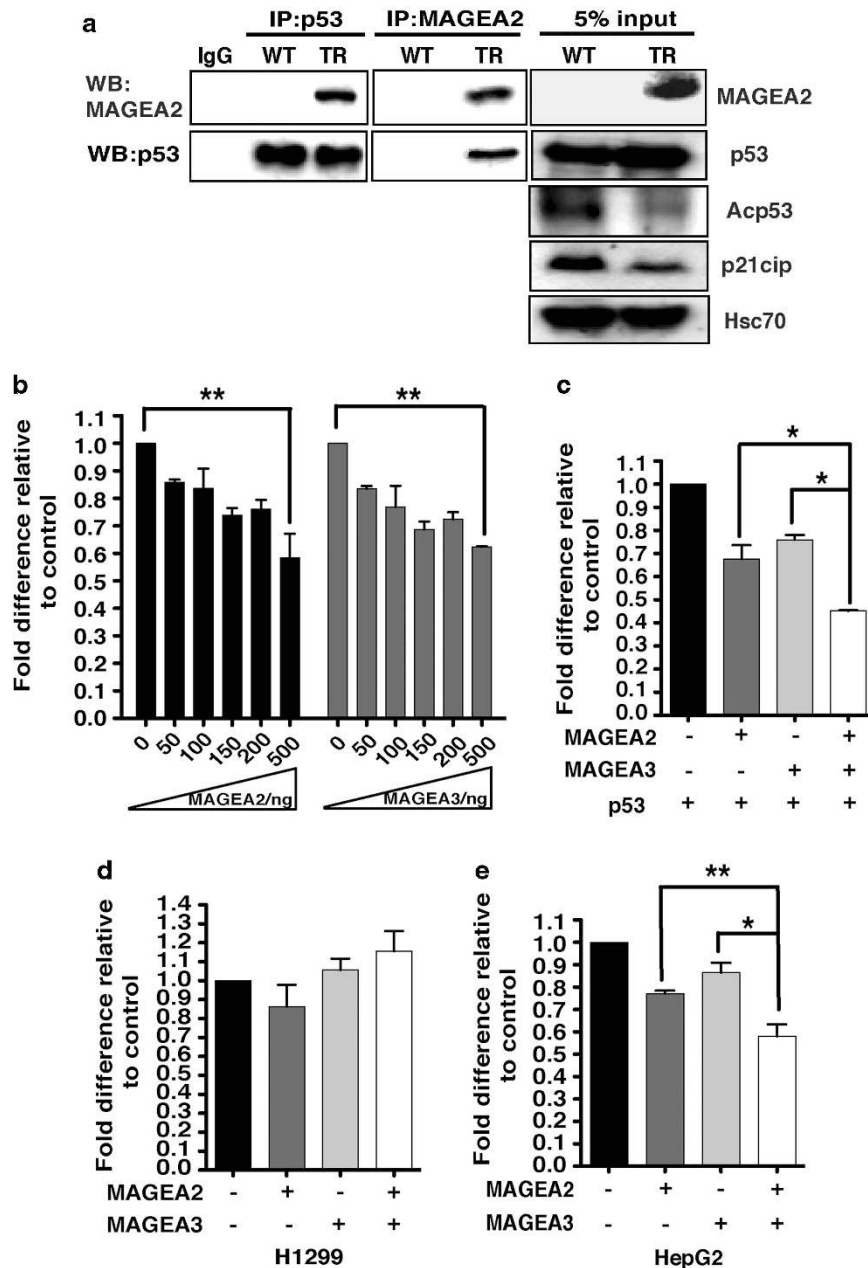 a
IP:p53 IP:MAGEA2 5% input
IgG WT TR WT TR WT TR
WB:
MAGEA2
MAGEA2
WB:p53
p53
Acp53
p21cip
Hsc70
b
Fold difference relative
to control
1.1
1.0
0.9
0.8
0.7
0.6
0.5
0.4
0.3
0.2
0.1
0.0
**
**
0 50 100 150 200 500
0 50 100 150 200 500
MAGEA2/ng
MAGEA3/ng
c
Fold difference relative
to control
1.1
1.0
0.9
0.8
0.7
0.6
0.5
0.4
0.3
0.2
0.1
0.0
*
*
MAGEA2 - + - +
MAGEA3 - - + +
p53 + + + +
d
Fold difference relative
to control
1.4
1.3
1.2
1.1
1.0
0.9
0.8
0.7
0.6
0.5
0.4
0.3
0.2
0.1
0.0
MAGEA2 - + - +
MAGEA3 - - + +
H1299
e
Fold difference relative
to control
1.1
1.0
0.9
0.8
0.7
0.6
0.5
0.4
0.3
0.2
0.1
0.0
**
*
MAGEA2 - + - +
MAGEA3 - - + +
HepG2